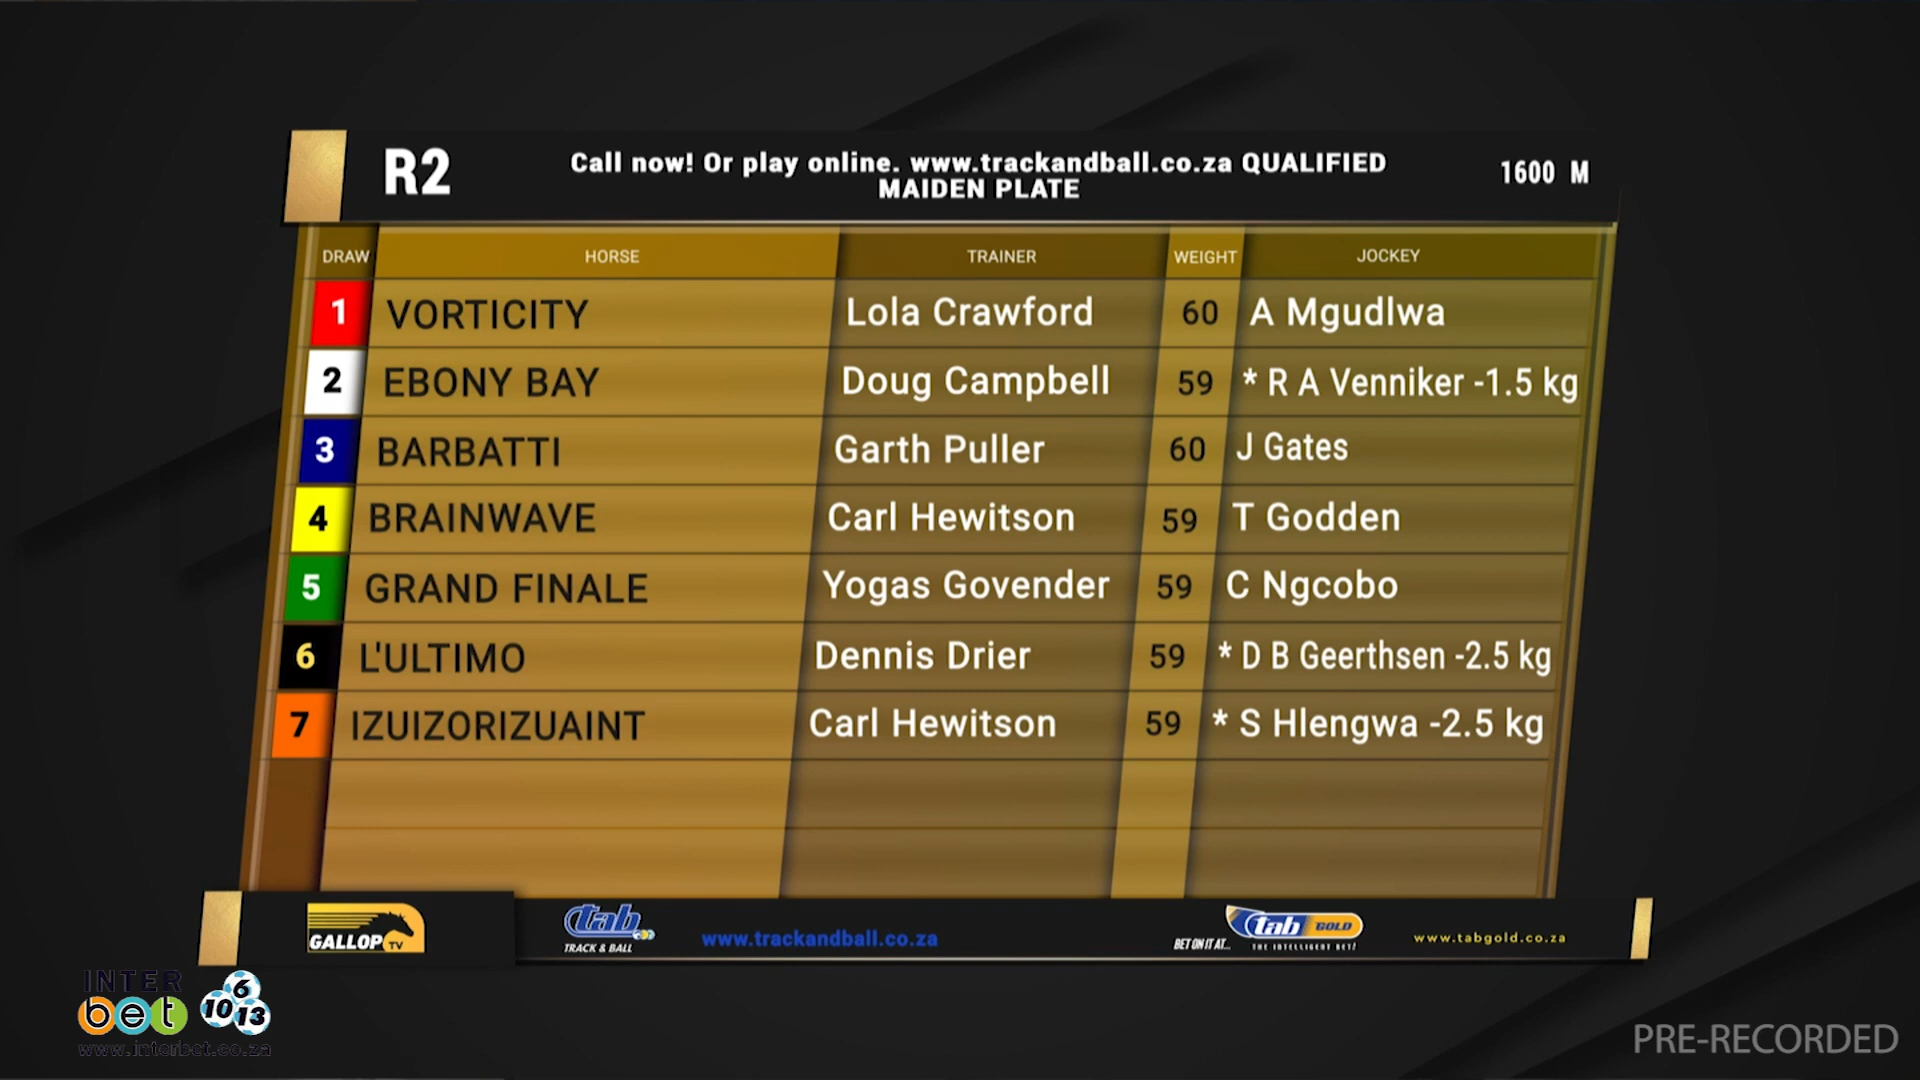 R2
Call now! Or play online. www.trackandball.co.za QUALIFIED
MAIDEN PLATE
1600 M
DRAW HORSE TRAINER WEIGHT JOCKEY
1 VORTICITY Lola Crawford 60 A Mgudlwa
2 EBONY BAY Doug Campbell 59 * R A Venniker -1.5 kg
3 BARBATTI Garth Puller 60 J Gates
4 BRAINWAVE Carl Hewitson 59 T Godden
5 GRAND FINALE Yogas Govender 59 C Ngcobo
6 L'ULTIMO Dennis Drier 59 * D B Geerthsen -2.5 kg
7 IZUIZORIZUAINT Carl Hewitson 59 * S Hlengwa -2.5 kg
GALLOP TV
tab
TRACK & BALL
www.trackandball.co.za
BET ON IT AT...
tab GOLD
THE INTELLIGENT BET!
www.tabgold.co.za
INTER
bet
6
10 13
www.interbet.co.za
PRE-RECORDED